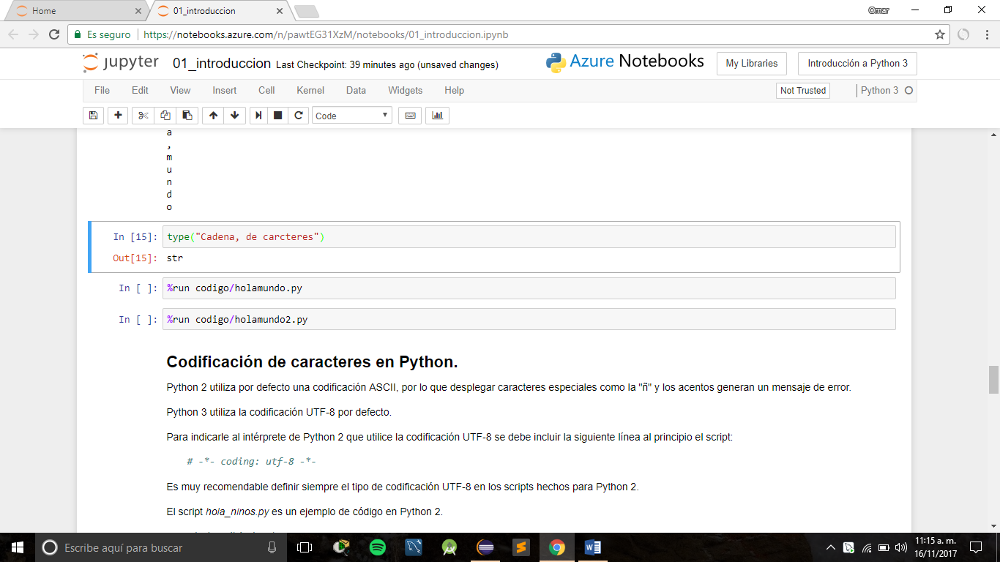 Home
01_introduccion
Omar
Es seguro
https://notebooks.azure.com/n/pawtEG31XzM/notebooks/01_introduccion.ipynb
jupyter
01_introduccion Last Checkpoint: 39 minutes ago (unsaved changes)
Azure Notebooks
My Libraries
Introducción a Python 3
File Edit View Insert Cell Kernel Data Widgets Help
Not Trusted
Python 3
Code
a
,
m
u
n
d
o
In [15]: type("Cadena, de carcteres")
Out[15]: str
In [ ]: %run codigo/holamundo.py
In [ ]: %run codigo/holamundo2.py
Codificación de caracteres en Python.
Python 2 utiliza por defecto una codificación ASCII, por lo que desplegar caracteres especiales como la "ñ" y los acentos generan un mensaje de error.
Python 3 utiliza la codificación UTF-8 por defecto.
Para indicarle al intérprete de Python 2 que utilice la codificación UTF-8 se debe incluir la siguiente línea al principio el script:
# -*- coding: utf-8 -*-
Es muy recomendable definir siempre el tipo de codificación UTF-8 en los scripts hechos para Python 2.
El script hola_ninos.py es un ejemplo de código en Python 2.
Escribe aquí para buscar
11:15 a. m.
16/11/2017